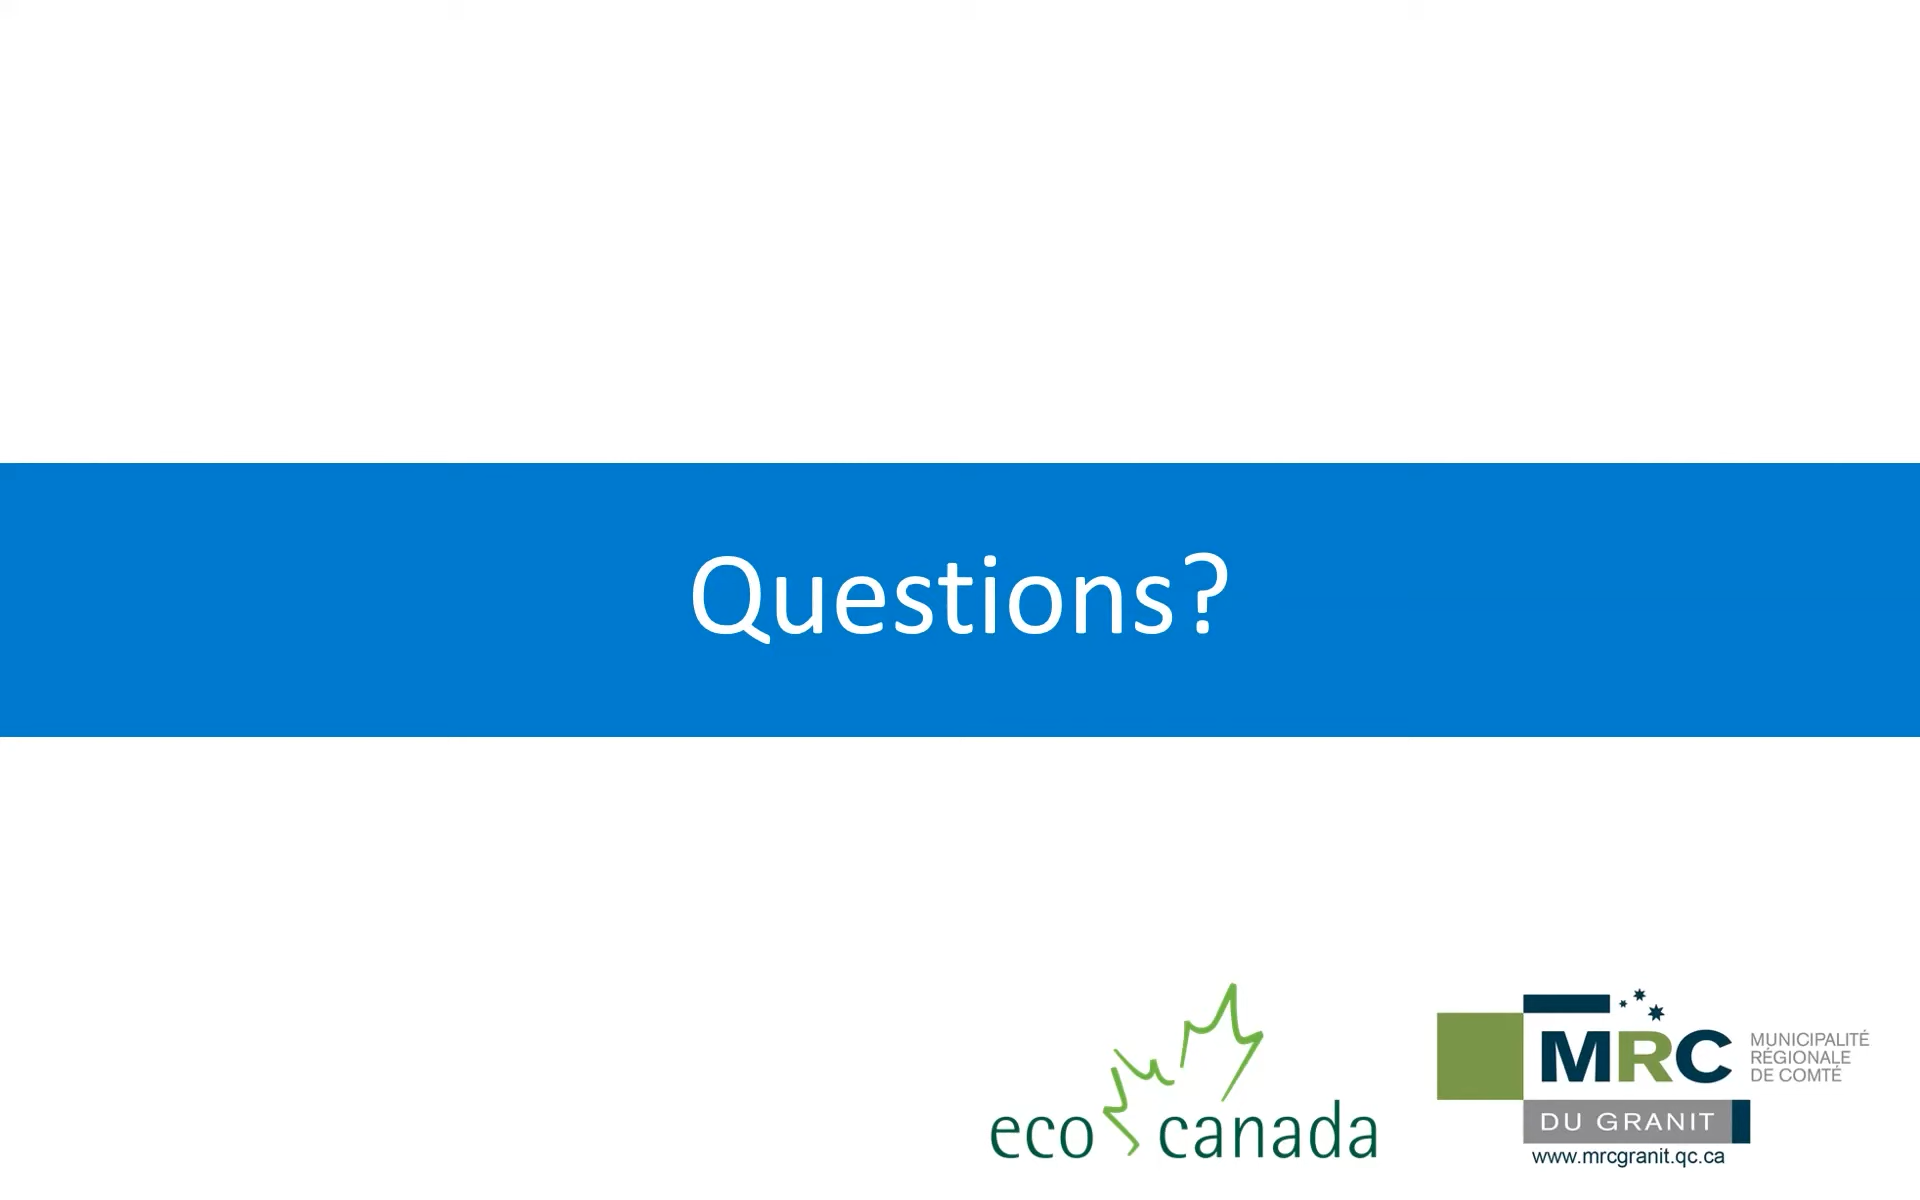 Questions?
eco canada
MRC
MUNICIPALITÉ
RÉGIONALE
DE COMTÉ
DU GRANIT
www.mrcgranit.qc.ca